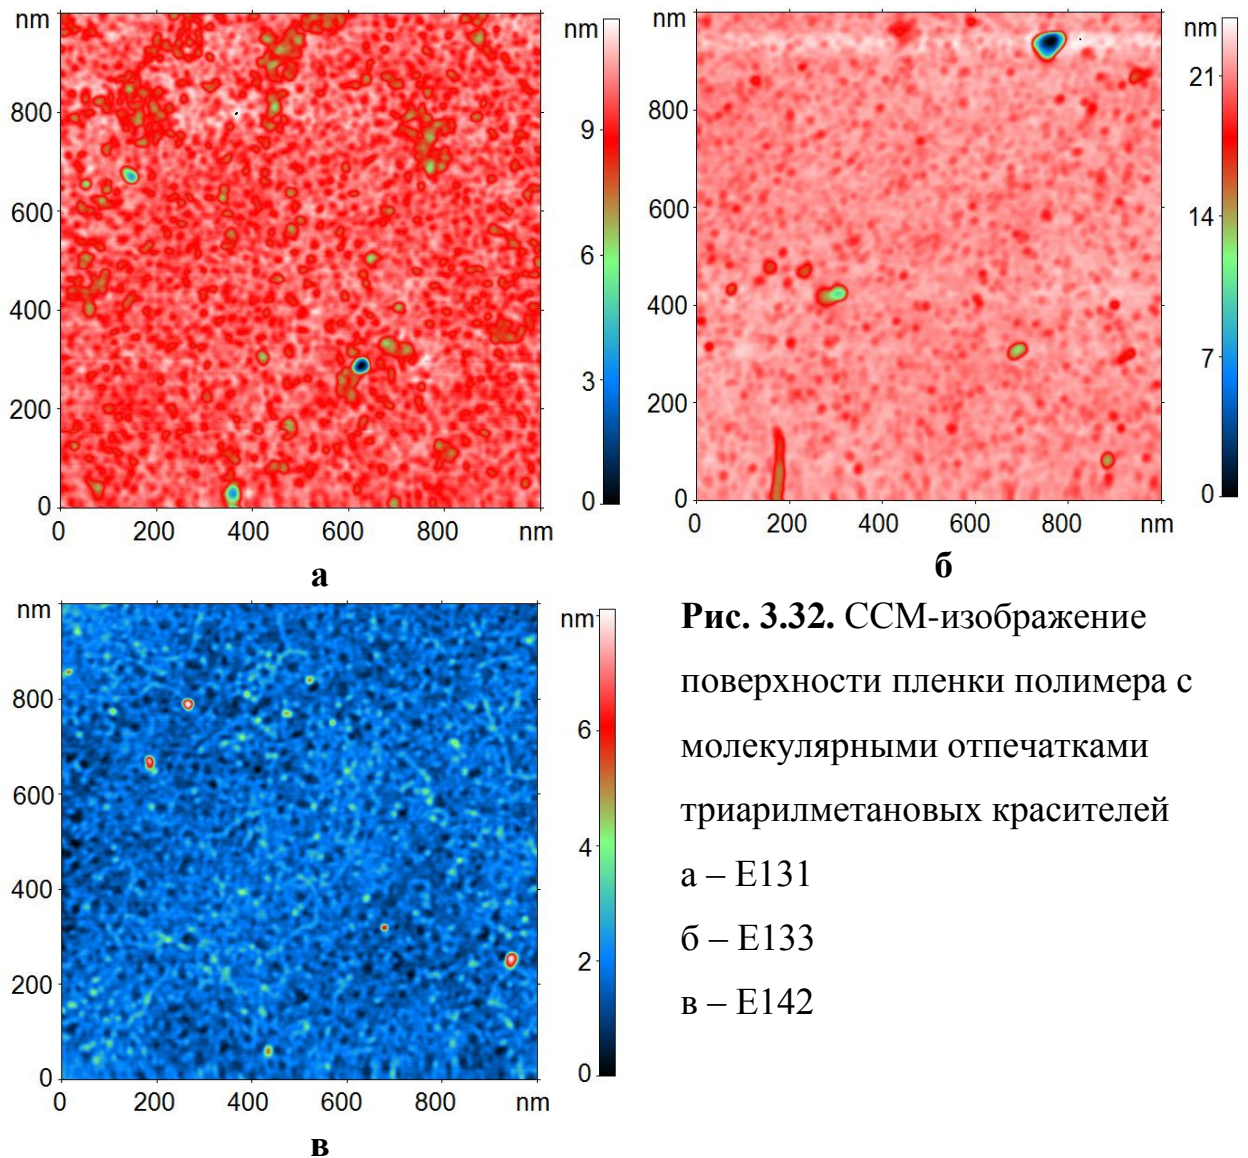 nm
800
600
400
200
0
0 200 400 600 800 nm
nm
9
6
3
0
а
nm
800
600
400
200
0
0 200 400 600 800 nm
nm
21
14
7
0
б
nm
800
600
400
200
0
0 200 400 600 800 nm
nm
6
4
2
0
в
Рис. 3.32. ССМ-изображение
поверхности пленки полимера с
молекулярными отпечатками
триарилметановых красителей
а – Е131
б – Е133
в – Е142